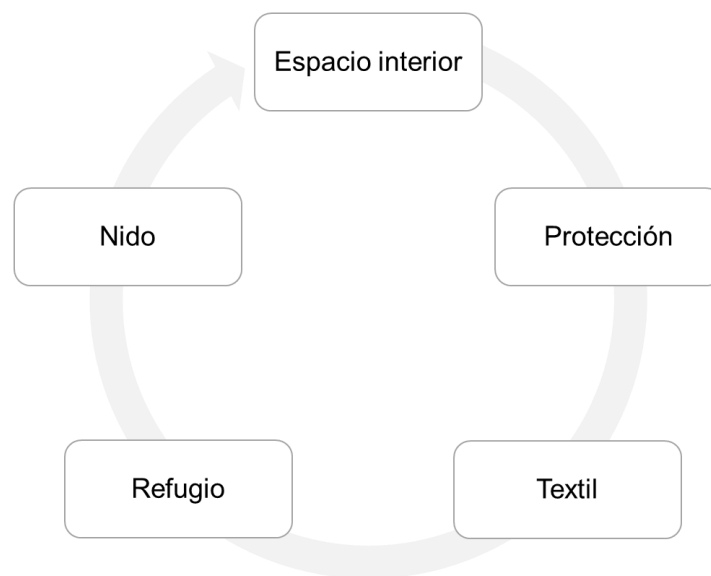 Espacio interior
Protección
Textil
Refugio
Nido